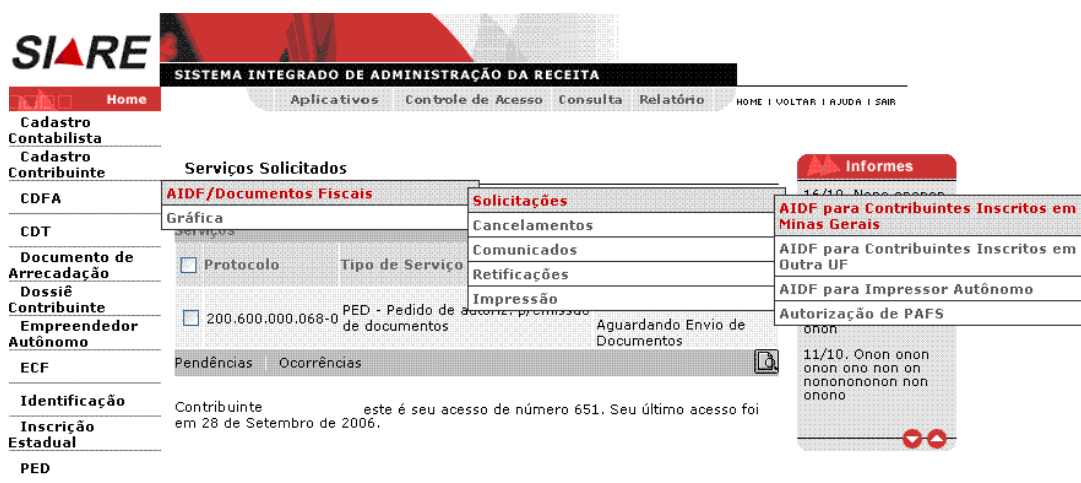 SIARE
SISTEMA INTEGRADO DE ADMINISTRAÇÃO DA RECEITA
Home
Aplicativos Controle de Acesso Consulta Relatório
HOME | VOLTAR | AJUDA | SAIR
Cadastro
Contabilista
Cadastro
Contribuinte
CDFA
CDT
Documento de
Arrecadação
Dossiê
Contribuinte
Empreendedor
Autônomo
ECF
Identificação
Inscrição
Estadual
PED
Serviços Solicitados
AIDF/Documentos Fiscais
Gráfica
Serviços
Protocolo Tipo de Serviço
200.600.000.068-0
PED - Pedido de autoriz. p/emissão
de documentos
Aguardando Envio de
Documentos
Pendências Ocorrências
Contribuinte este é seu acesso de número 651. Seu último acesso foi
em 28 de Setembro de 2006.
Solicitações
Cancelamentos
Comunicados
Retificações
Impressão
AIDF para Contribuintes Inscritos em
Minas Gerais
AIDF para Contribuintes Inscritos em
Outra UF
AIDF para Impressor Autônomo
Autorização de PAFS
Informes
16/10. Nono ononon
onon
11/10. Onon onon
onon ono non on
nonononon non
onono